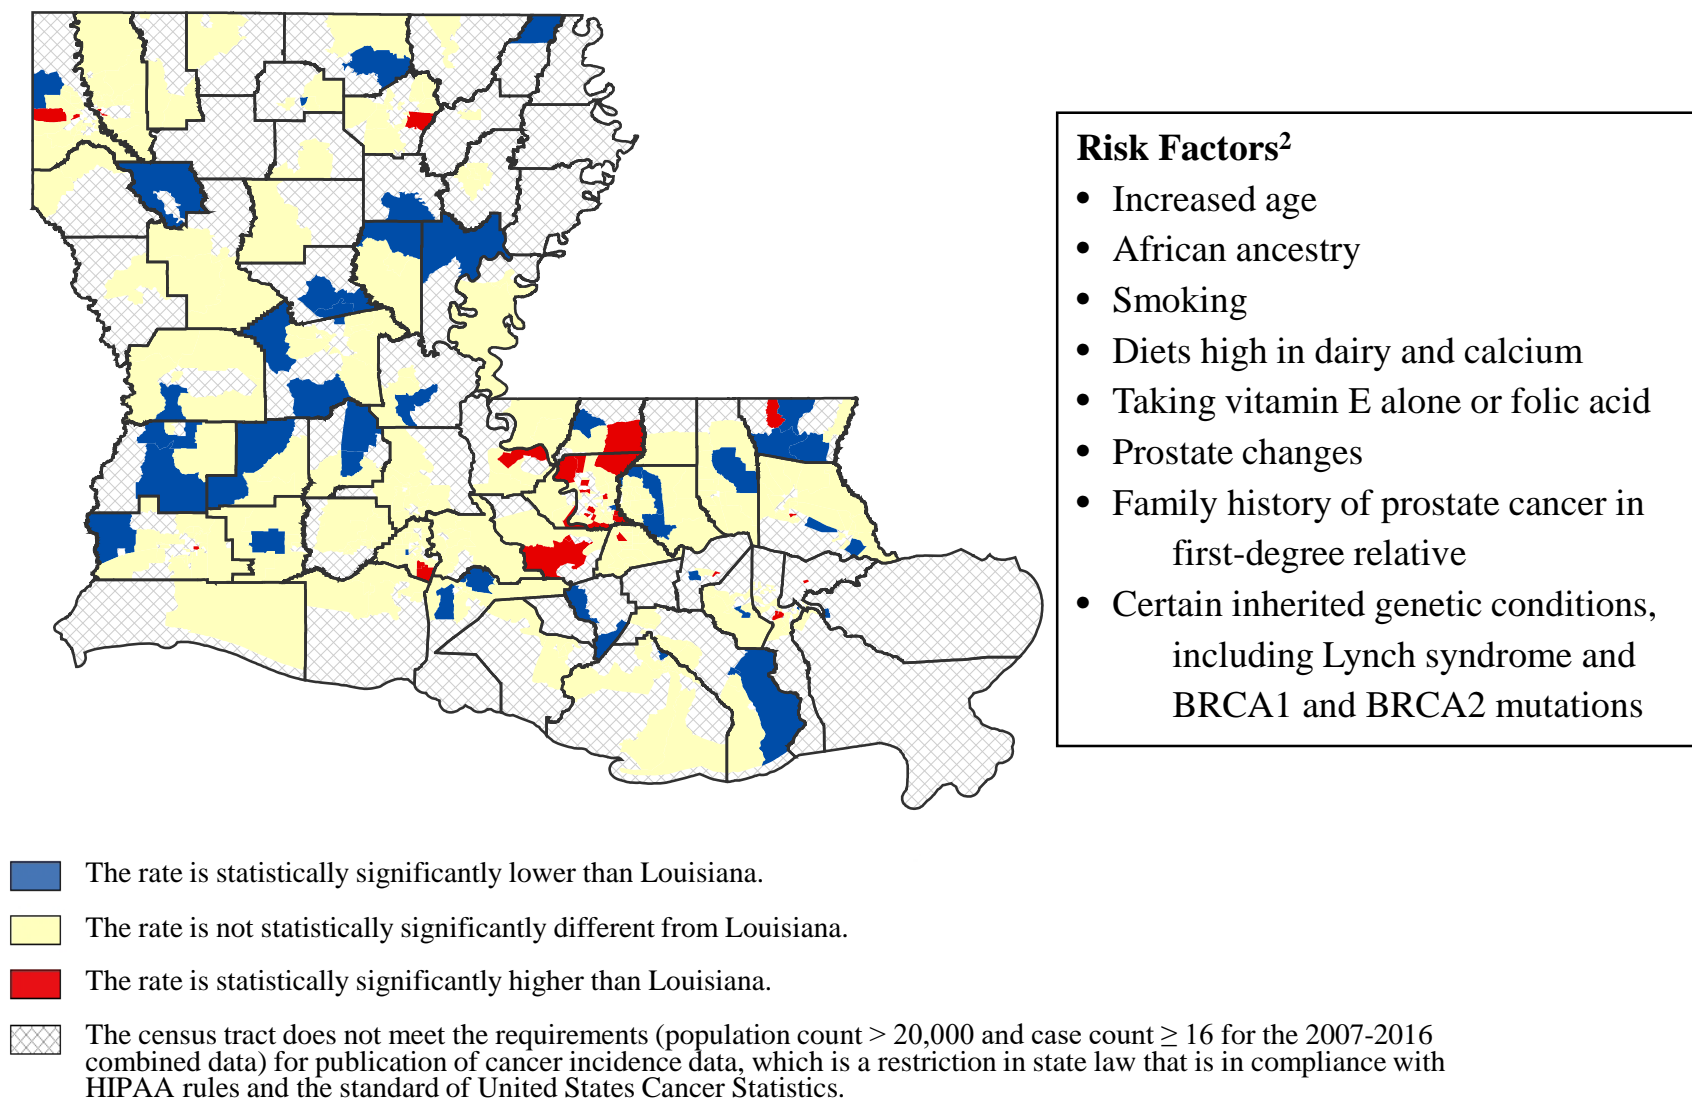 Risk Factors²
• Increased age
• African ancestry
• Smoking
• Diets high in dairy and calcium
• Taking vitamin E alone or folic acid
• Prostate changes
• Family history of prostate cancer in
first-degree relative
• Certain inherited genetic conditions,
including Lynch syndrome and
BRCA1 and BRCA2 mutations
The rate is statistically significantly lower than Louisiana.
The rate is not statistically significantly different from Louisiana.
The rate is statistically significantly higher than Louisiana.
The census tract does not meet the requirements (population count > 20,000 and case count ≥ 16 for the 2007-2016
combined data) for publication of cancer incidence data, which is a restriction in state law that is in compliance with
HIPAA rules and the standard of United States Cancer Statistics.